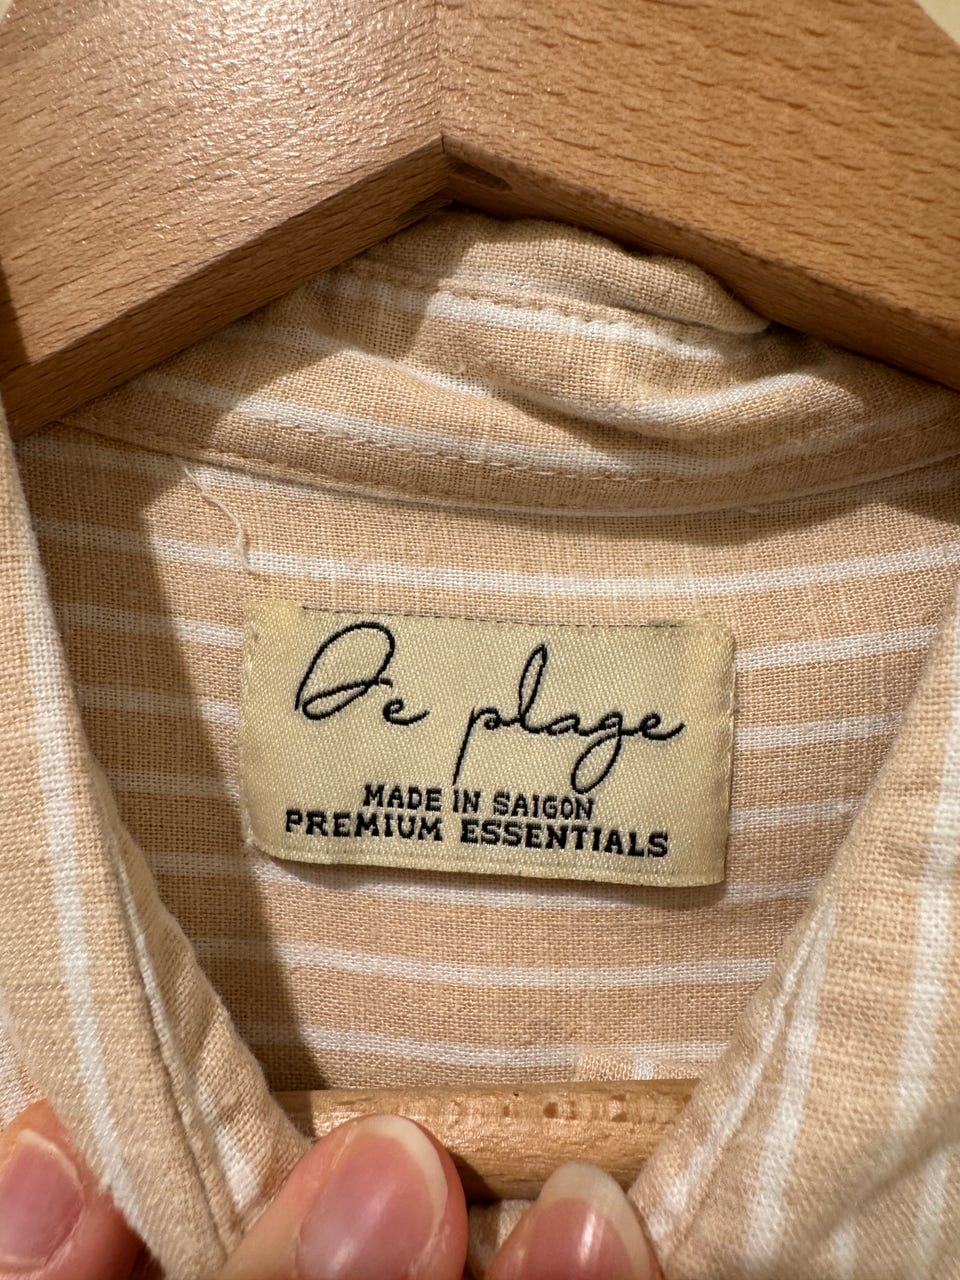 De plage
MADE IN SAIGON
PREMIUM ESSENTIALS